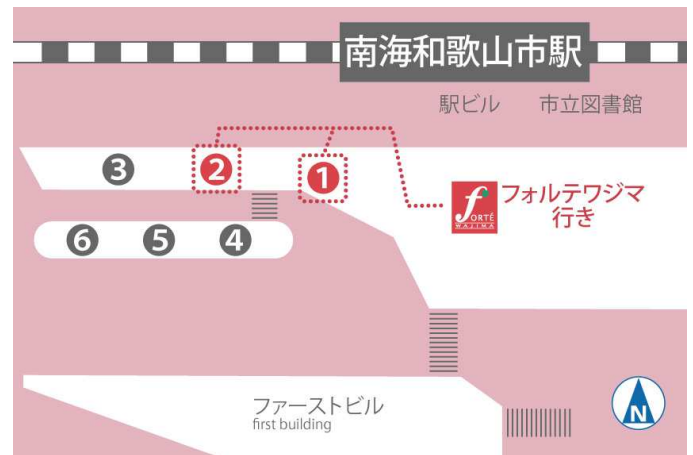 南海和歌山市駅
駅ビル 市立図書館
3 2 1
FORTÉ
WAJIMA
フォルテワジマ
行き
6 5 4
ファーストビル
first building
N